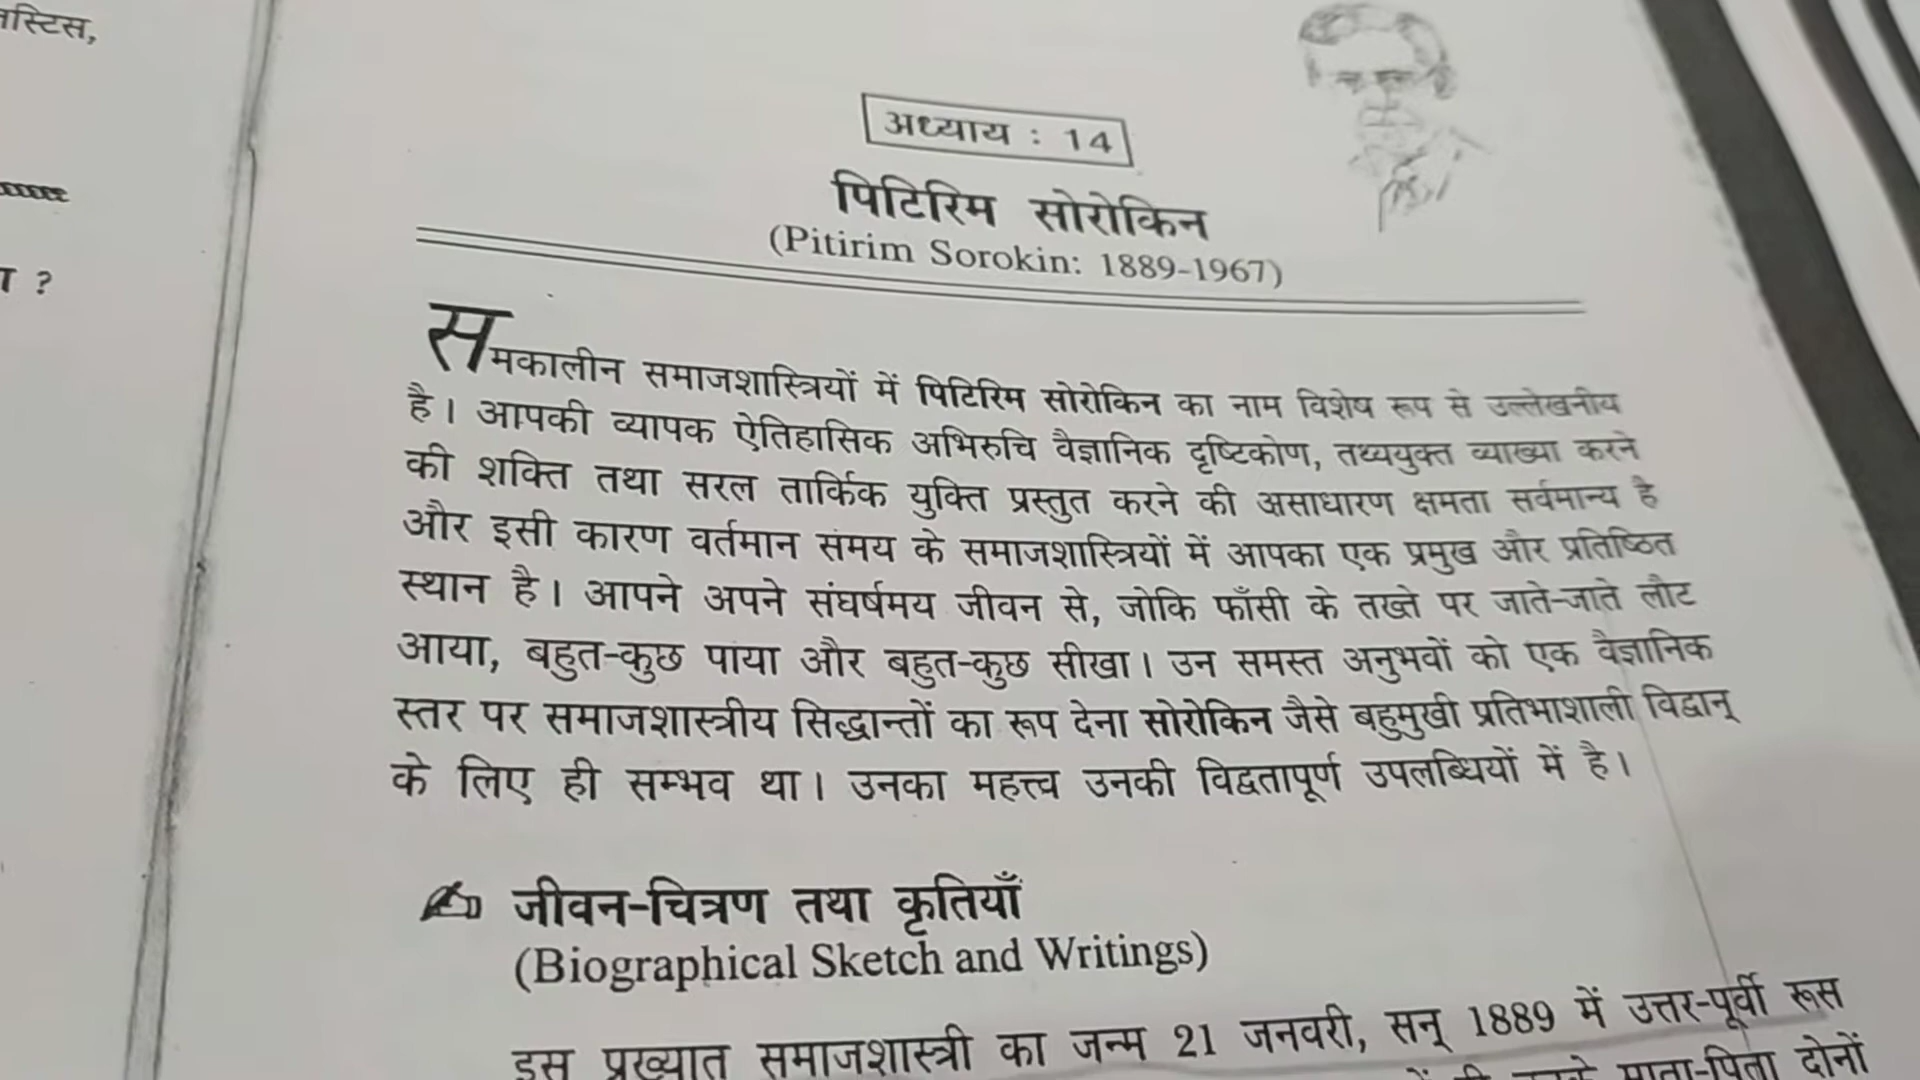 स्टिस,
?
अध्याय : 14
पिटिरिम सोरोकिन
(Pitirim Sorokin: 1889-1967)
समकालीन समाजशास्त्रियों में पिटिरिम सोरोकिन का नाम विशेष रूप से उल्लेखनीय
है। आपकी व्यापक ऐतिहासिक अभिरुचि वैज्ञानिक दृष्टिकोण, तथ्ययुक्त व्याख्या करने
की शक्ति तथा सरल तार्किक युक्ति प्रस्तुत करने की असाधारण क्षमता सर्वमान्य है
और इसी कारण वर्तमान समय के समाजशास्त्रियों में आपका एक प्रमुख और प्रतिष्ठित
स्थान है। आपने अपने संघर्षमय जीवन से, जोकि फाँसी के तख्ते पर जाते-जाते लौट
आया, बहुत-कुछ पाया और बहुत-कुछ सीखा। उन समस्त अनुभवों को एक वैज्ञानिक
स्तर पर समाजशास्त्रीय सिद्धान्तों का रूप देना सोरोकिन जैसे बहुमुखी प्रतिभाशाली विद्वान्
के लिए ही सम्भव था। उनका महत्त्व उनकी विद्वतापूर्ण उपलब्धियों में है।
जीवन-चित्रण तथा कृतियाँ
(Biographical Sketch and Writings)
इस प्रख्यात समाजशास्त्री का जन्म 21 जनवरी, सन् 1889 में उत्तर-पूर्वी रूस
माता-पिता दोनों